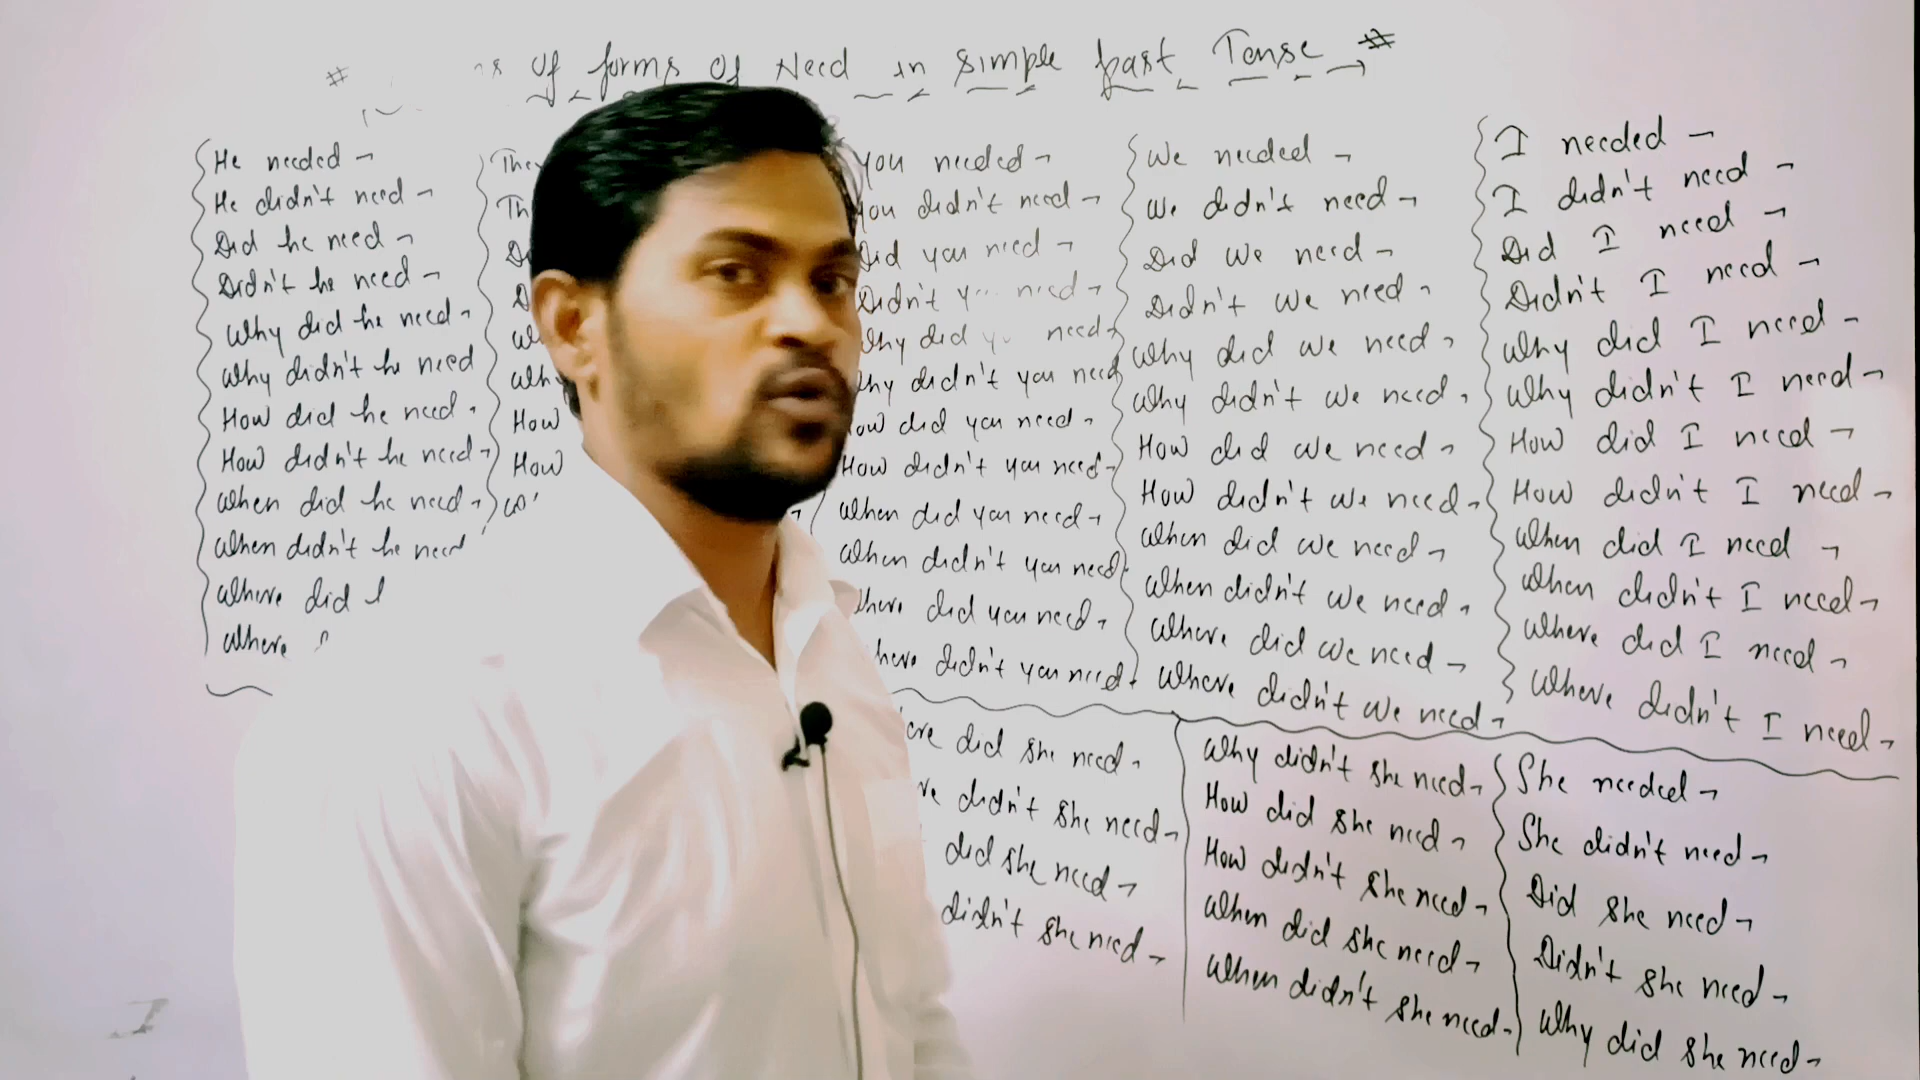 # of forms of Need in simple past Tense #
He needed
He didn't need
Did he need
Didn't he need
Why did he need
Why didn't he need
How did he need
How didn't he need
When did he need
When didn't he need
Where did
Where
How
How
you needed
you didn't need
Did you need
Didn't need
Why did need
Why didn't you need
How did you need
How didn't you need
When did you need
When didn't you need
Where did you need
Where didn't you need
We needed
We didn't need
Did we need
Didn't we need
Why did we need
Why didn't we need
How did we need
How didn't we need
When did we need
When didn't we need
Where did we need
Where didn't we need
I needed
I didn't need
Did I need
Didn't I need
Why did I need
Why didn't I need
How did I need
How didn't I need
When did I need
When didn't I need
Where did I need
Where didn't I need
did she need
didn't she need
did she need
didn't she need
Why didn't she need
How did she need
How didn't she need
When did she need
When didn't she need
She needed
She didn't need
Did she need
Didn't she need
Why did she need